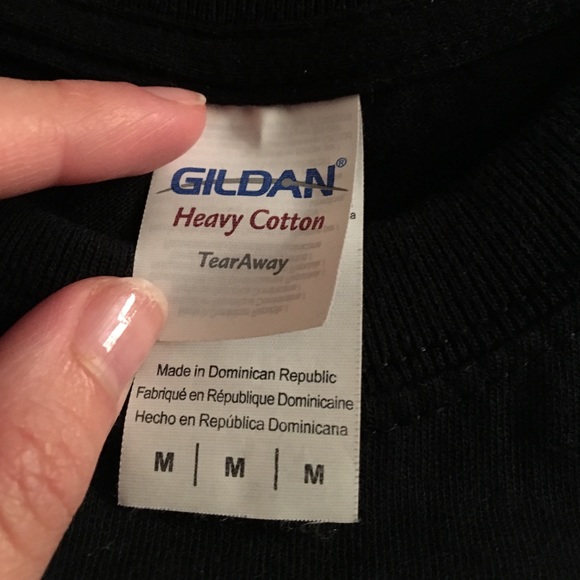 GILDAN®
Heavy Cotton
TearAway
a
Made in Dominican Republic
Fabriqué en République Dominicaine
Hecho en República Dominicana
M | M | M